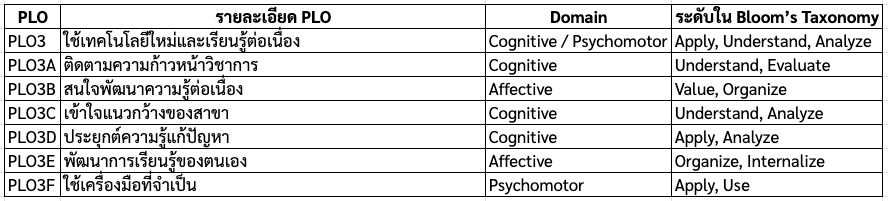 PLO รายละเอียด PLO Domain ระดับใน Bloom's Taxonomy
PLO3 ใช้เทคโนโลยีใหม่และเรียนรู้ต่อเนื่อง Cognitive / Psychomotor Apply, Understand, Analyze
PLO3A ติดตามความก้าวหน้าวิชาการ Cognitive Understand, Evaluate
PLO3B สนใจพัฒนาความรู้ต่อเนื่อง Affective Value, Organize
PLO3C เข้าใจแนวกว้างของสาขา Cognitive Understand, Analyze
PLO3D ประยุกต์ความรู้แก้ปัญหา Cognitive Apply, Analyze
PLO3E พัฒนาการเรียนรู้ของตนเอง Affective Organize, Internalize
PLO3F ใช้เครื่องมือที่จำเป็น Psychomotor Apply, Use